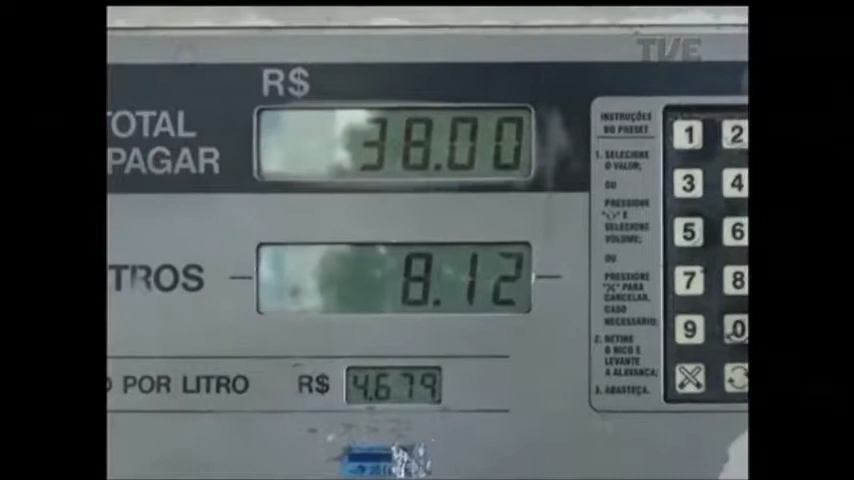 TVE
R$
TOTAL
PAGAR
38.00
TROS
8.12
POR LITRO R$ 4.679
INSTRUÇÕES
DO PRESET
1. SELECIONE
O VALOR;
OU
PRESSIONE
E
SELECIONE
VOLUME;
OU
PRESSIONE
"X" PARA
CANCELAR,
CASO
NECESSÁRIO;
2. RETIRE
O BICO E
LEVANTE
A ALAVANCA;
3. ABASTEÇA.
1 2
3 4
5 6
7 8
9 0